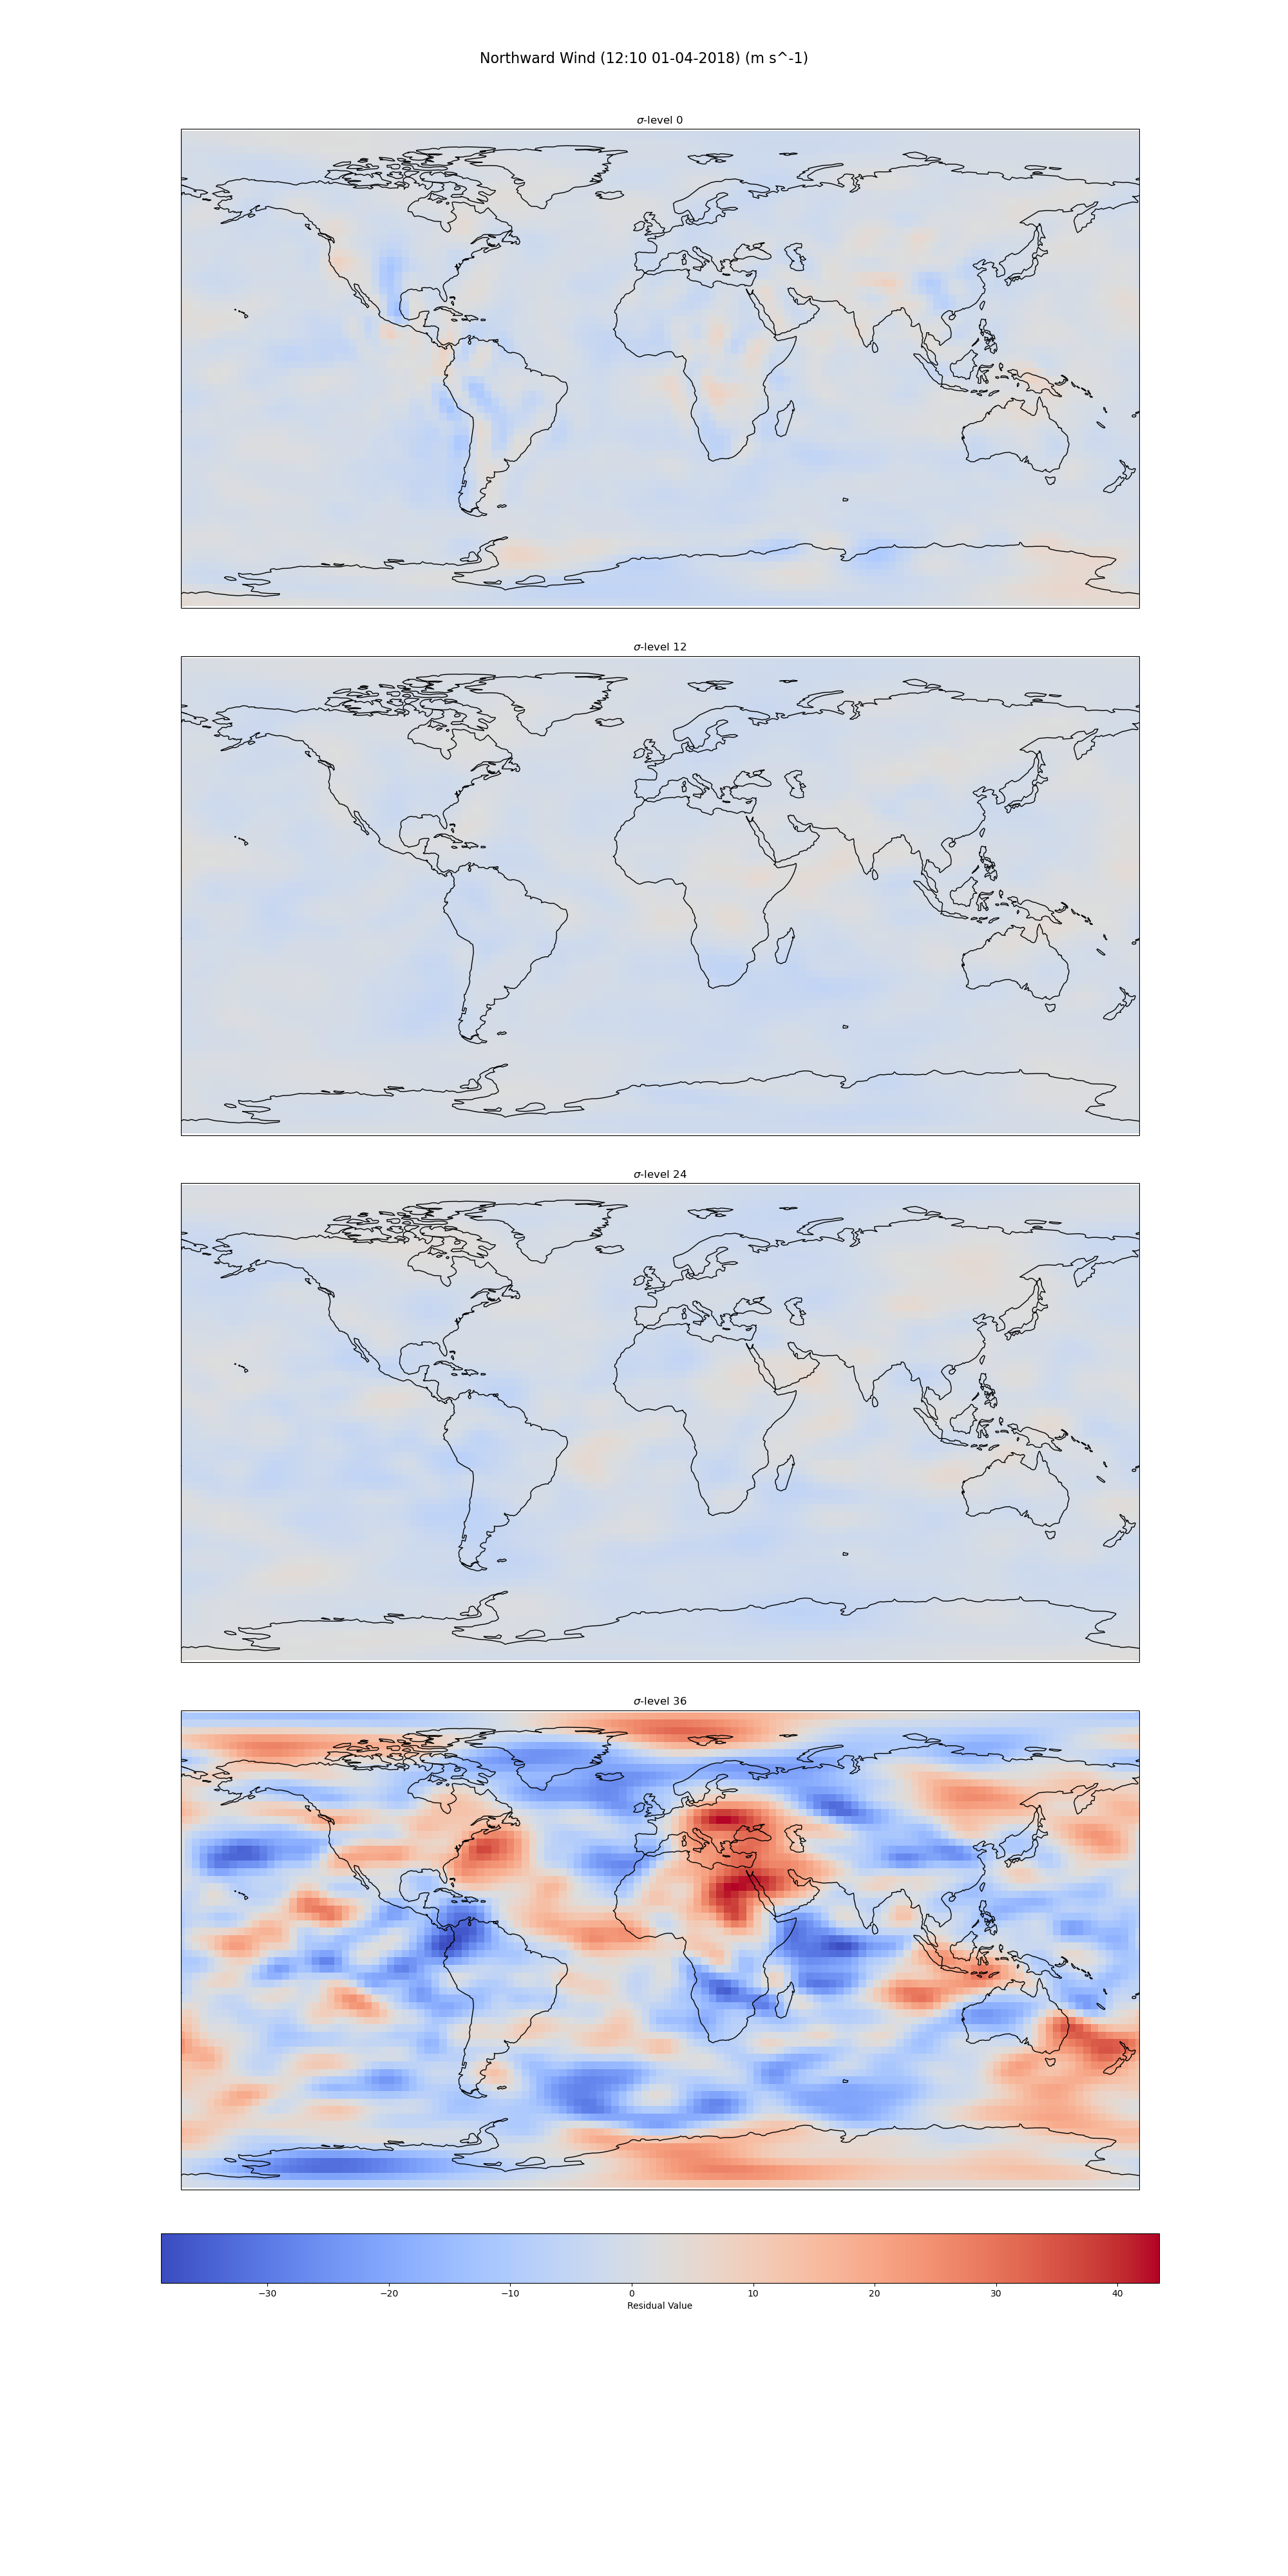 Northward Wind (12:10 01-04-2018) (m s^-1)
σ-level 0
σ-level 12
σ-level 24
σ-level 36
−30 −20 −10 0 10 20 30 40
Residual Value